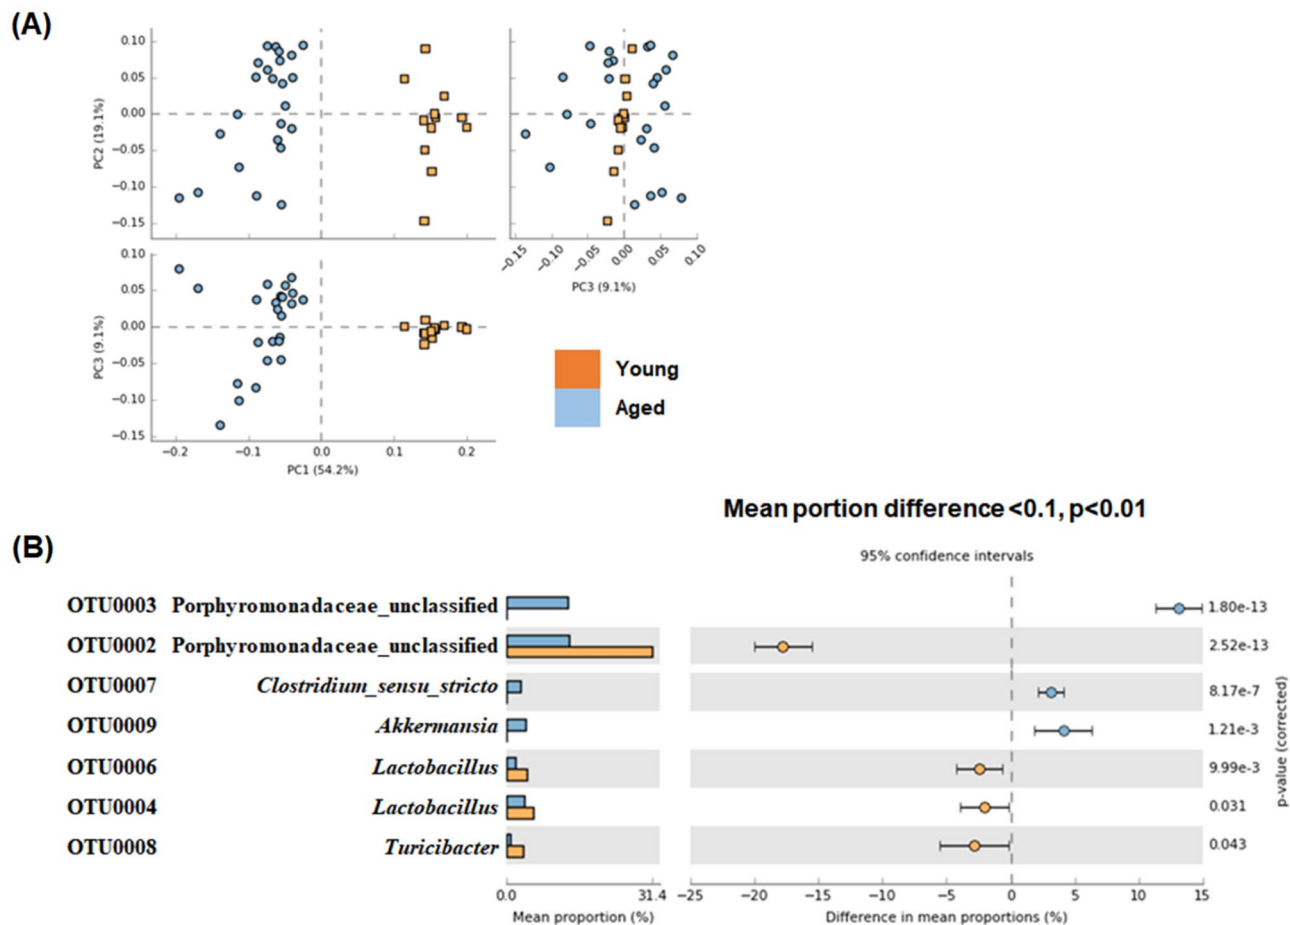 (A)
0.10
0.05
0.00
−0.05
−0.10
−0.15
PC2 (19.1%)
−0.15
−0.10
−0.05
0.00
0.05
0.10
PC3 (9.1%)
0.10
0.05
0.00
−0.05
−0.10
−0.15
PC3 (9.1%)
−0.2
−0.1
0.0
0.1
0.2
PC1 (54.2%)
Young
Aged
Mean portion difference <0.1, p<0.01
(B)
95% confidence intervals
OTU0003 Porphyromonadaceae_unclassified 1.80e-13
OTU0002 Porphyromonadaceae_unclassified 2.52e-13
OTU0007 Clostridium_sensu_stricto 8.17e-7
OTU0009 Akkermansia 1.21e-3
OTU0006 Lactobacillus 9.99e-3
OTU0004 Lactobacillus 0.031
OTU0008 Turicibacter 0.043
p-value (corrected)
0.0 31.4
Mean proportion (%)
−25 −20 −15 −10 −5 0 5 10 15
Difference in mean proportions (%)